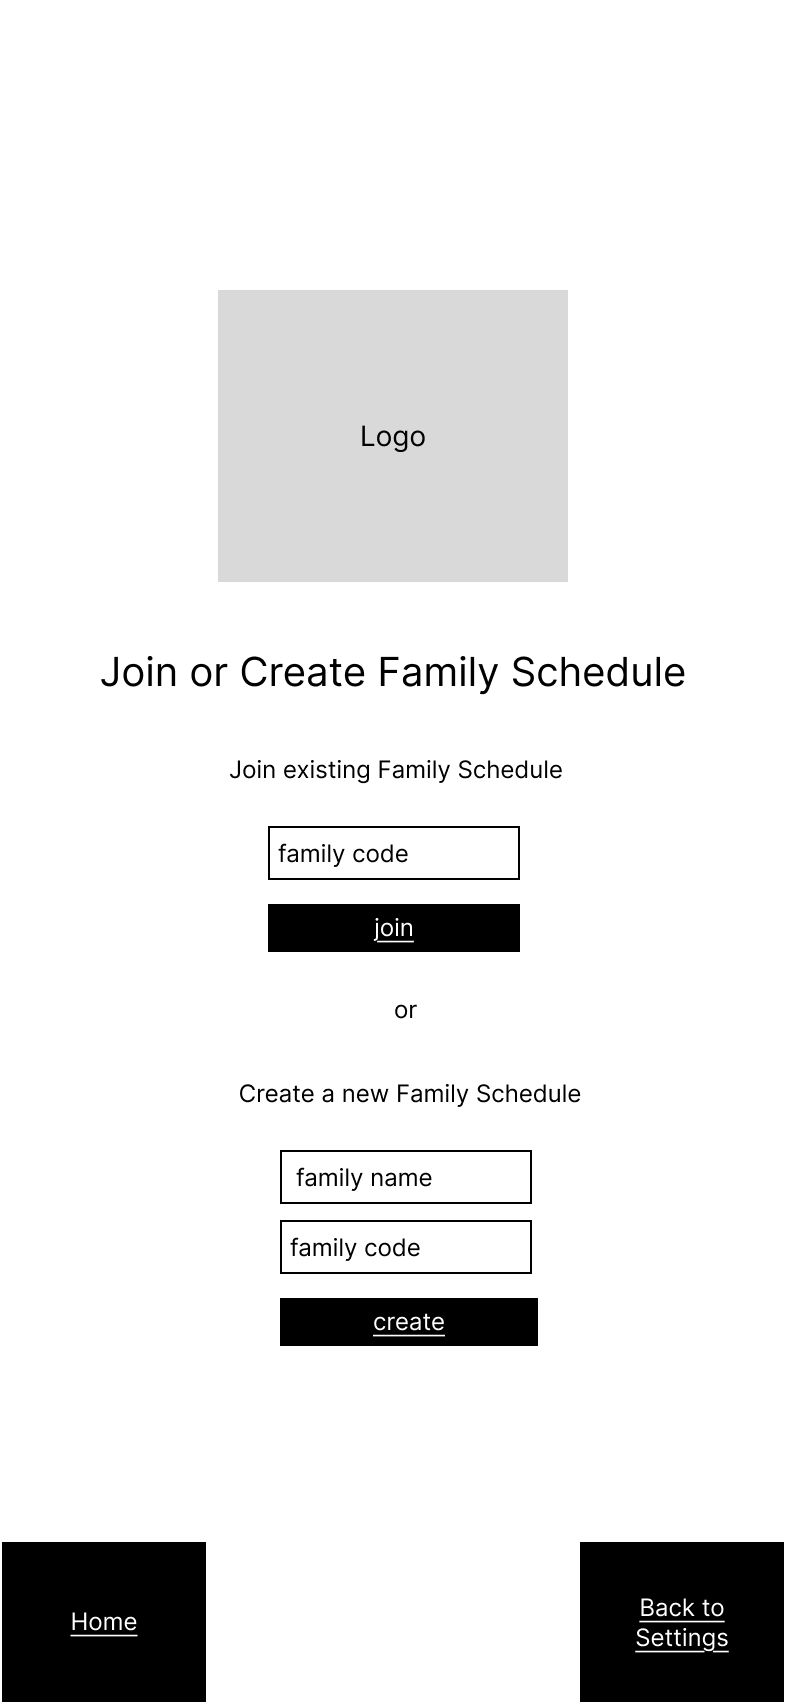 Logo
Join or Create Family Schedule
Join existing Family Schedule
family code
join
or
Create a new Family Schedule
family name
family code
create
Home
Back to
Settings